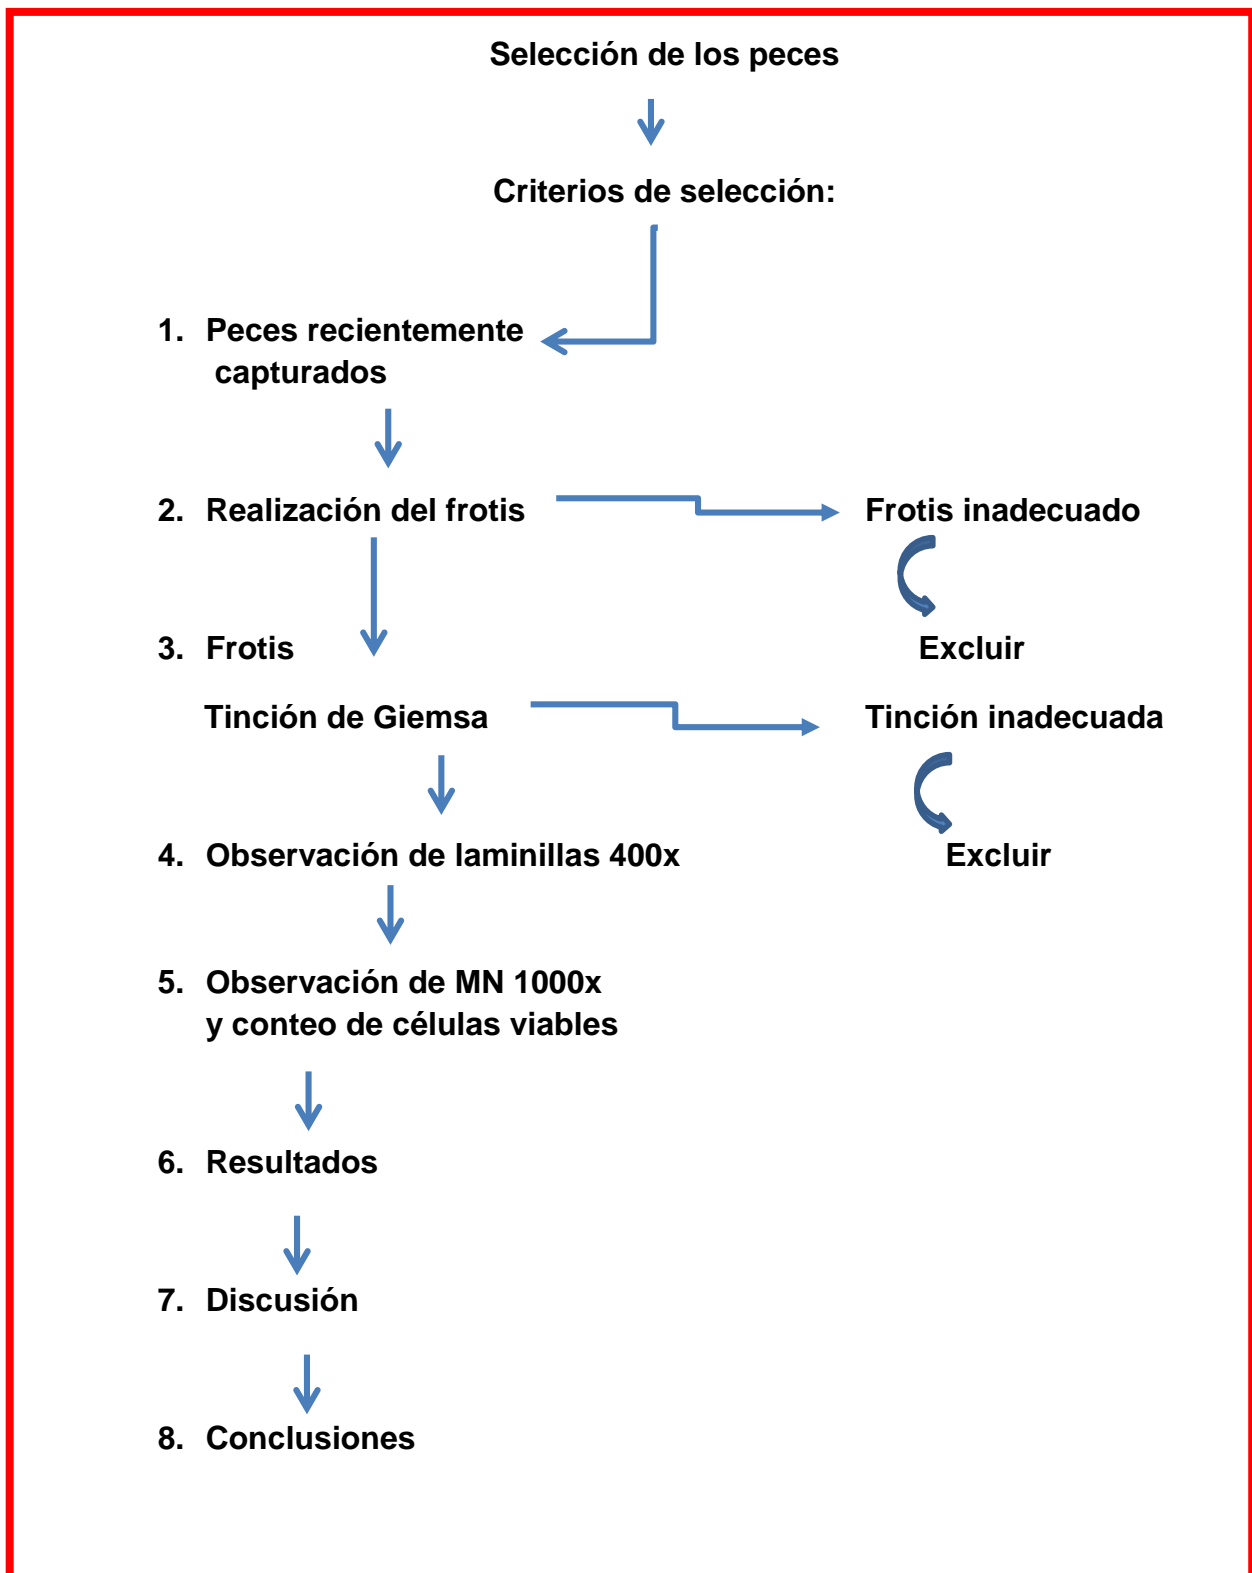 Selección de los peces
Criterios de selección:
1. Peces recientemente
capturados
2. Realización del frotis
Frotis inadecuado
3. Frotis
Excluir
Tinción de Giemsa
Tinción inadecuada
4. Observación de laminillas 400x
Excluir
5. Observación de MN 1000x
y conteo de células viables
6. Resultados
7. Discusión
8. Conclusiones